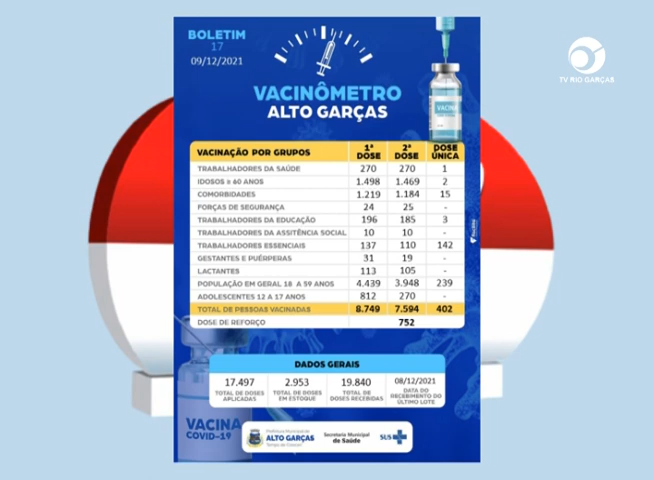 BOLETIM
17
09/12/2021
TV RIO GARÇAS
VACINÔMETRO
ALTO GARÇAS
VACINA
VACINAÇÃO POR GRUPOS 1ª DOSE 2ª DOSE DOSE ÚNICA
TRABALHADORES DA SAÚDE 270 270 1
IDOSOS ≥ 60 ANOS 1.498 1.469 2
COMORBIDADES 1.219 1.184 15
FORÇAS DE SEGURANÇA 24 25 -
TRABALHADORES DA EDUCAÇÃO 196 185 3
TRABALHADORES DA ASSITÊNCIA SOCIAL 10 10 -
TRABALHADORES ESSENCIAIS 137 110 142
GESTANTES E PUÉRPERAS 31 19 -
LACTANTES 113 105 -
POPULAÇÃO EM GERAL 18 A 59 ANOS 4.439 3.948 239
ADOLESCENTES 12 A 17 ANOS 812 270 -
TOTAL DE PESSOAS VACINADAS 8.749 7.594 402
DOSE DE REFORÇO 752
DADOS GERAIS
17.497 2.953 19.840 08/12/2021
TOTAL DE DOSES APLICADAS TOTAL DE DOSES EM ESTOQUE TOTAL DE DOSES RECEBIDAS DATA DO RECEBIMENTO DO ÚLTIMO LOTE
VACINA
COVID-19
Prefeitura Municipal de
ALTO GARÇAS
Secretaria Municipal
de Saúde
SUS